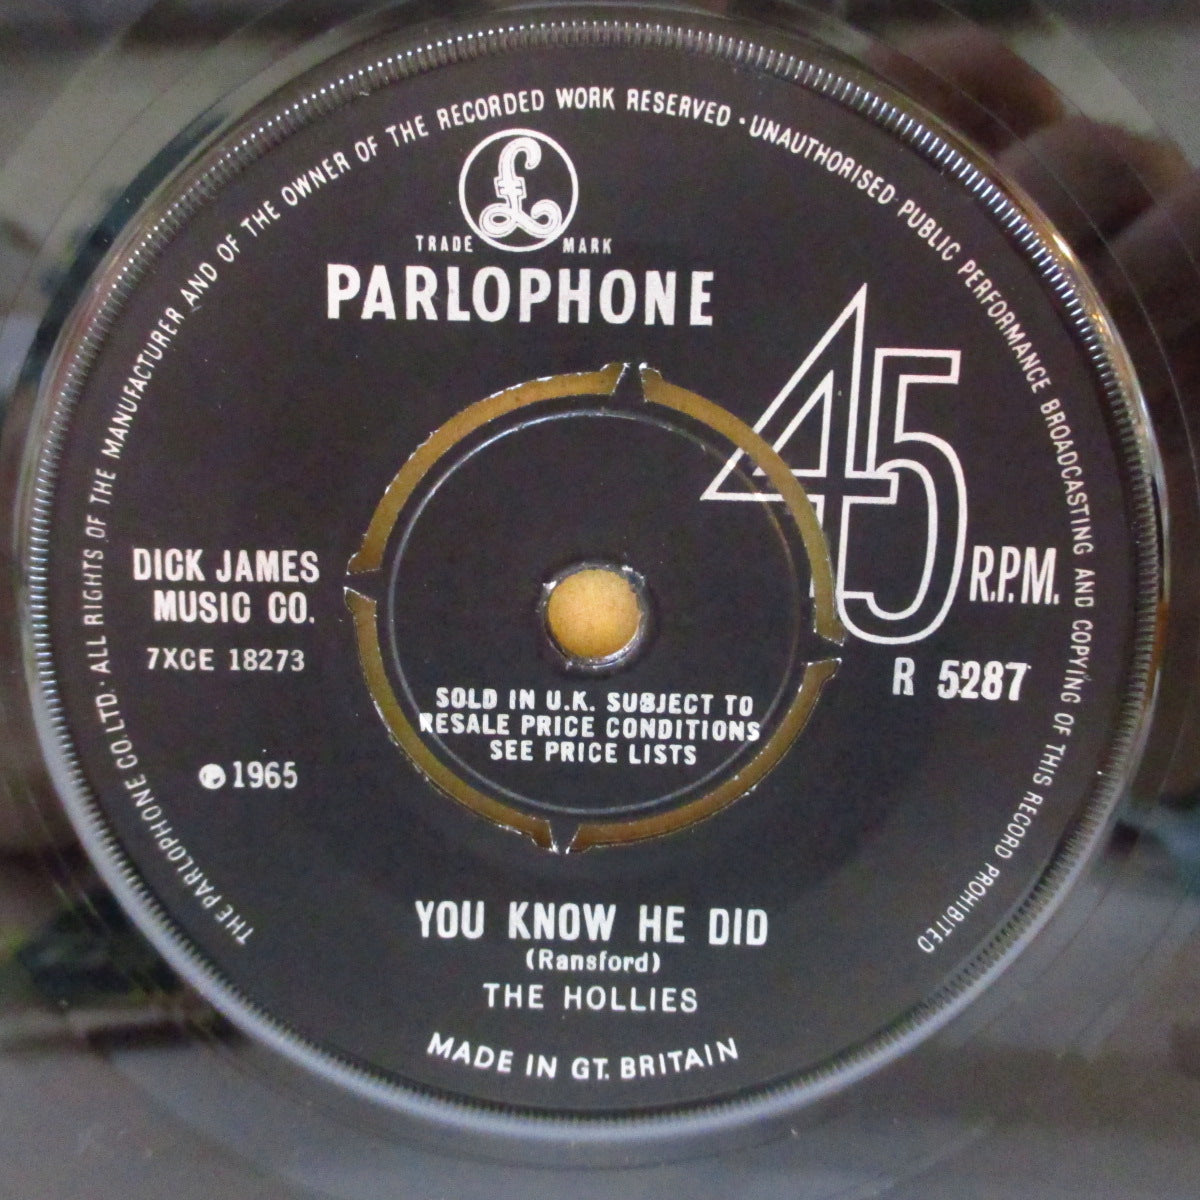 THE PARLOPHONE CO. LTD. ALL RIGHTS OF THE MANUFACTURER AND OF THE OWNER OF THE RECORDED WORK RESERVED · UNAUTHORISED PUBLIC PERFORMANCE BROADCASTING AND COPYING OF THIS RECORD PROHIBITED
£
TRADE MARK
PARLOPHONE
45 R.P.M.
DICK JAMES
MUSIC CO.
7XCE 18273
R 5287
SOLD IN U.K. SUBJECT TO
RESALE PRICE CONDITIONS
SEE PRICE LISTS
℗ 1965
YOU KNOW HE DID
(Ransford)
THE HOLLIES
MADE IN GT. BRITAIN